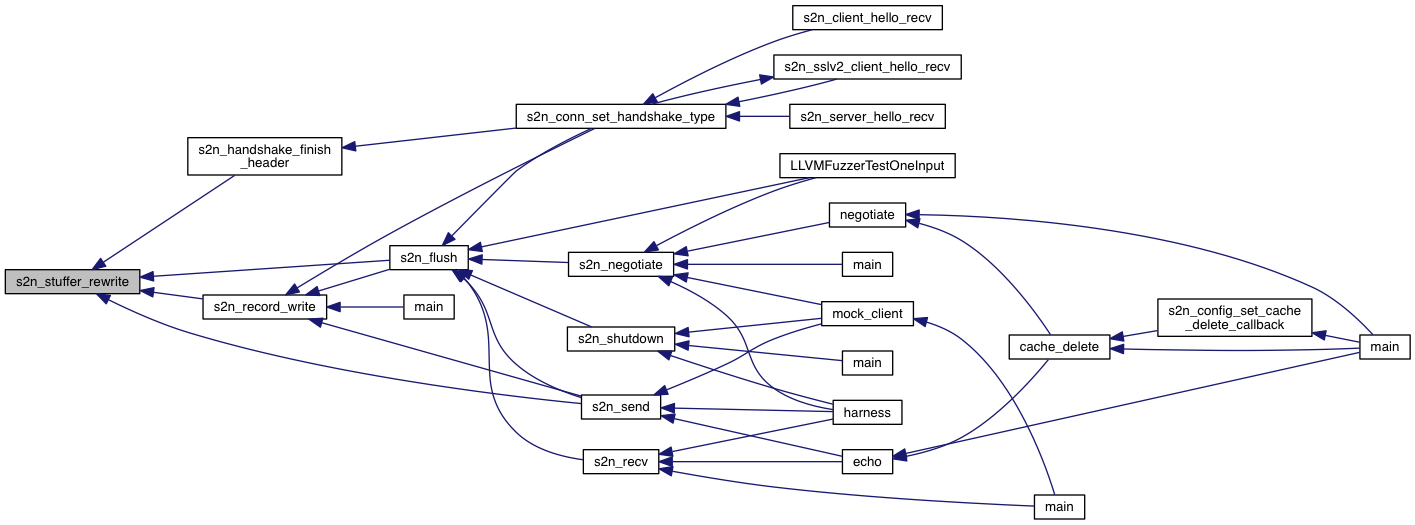 s2n_client_hello_recv
s2n_sslv2_client_hello_recv
s2n_conn_set_handshake_type
s2n_server_hello_recv
s2n_handshake_finish
_header
LLVMFuzzerTestOneInput
negotiate
s2n_flush
s2n_negotiate
main
s2n_stuffer_rewrite
s2n_record_write
main
mock_client
s2n_config_set_cache
_delete_callback
s2n_shutdown
cache_delete
main
main
s2n_send
harness
s2n_recv
echo
main